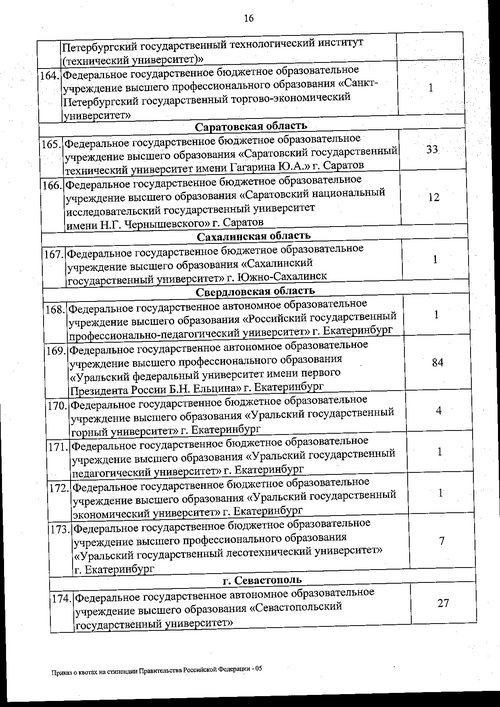 16
Петербургский государственный технологический институт
(технический университет)»
164. Федеральное государственное бюджетное образовательное
учреждение высшего профессионального образования «Санкт-
Петербургский государственный торгово-экономический
университет»
1
Саратовская область
165. Федеральное государственное бюджетное образовательное
учреждение высшего образования «Саратовский государственный
технический университет имени Гагарина Ю.А.» г. Саратов
33
166. Федеральное государственное бюджетное образовательное
учреждение высшего образования «Саратовский национальный
исследовательский государственный университет
имени Н.Г. Чернышевского» г. Саратов
12
Сахалинская область
167. Федеральное государственное бюджетное образовательное
учреждение высшего образования «Сахалинский
государственный университет» г. Южно-Сахалинск
1
Свердловская область
168. Федеральное государственное автономное образовательное
учреждение высшего образования «Российский государственный
профессионально-педагогический университет» г. Екатеринбург
1
169. Федеральное государственное автономное образовательное
учреждение высшего профессионального образования
«Уральский федеральный университет имени первого
Президента России Б.Н. Ельцина» г. Екатеринбург
84
170. Федеральное государственное бюджетное образовательное
учреждение высшего образования «Уральский государственный
горный университет» г. Екатеринбург
4
171. Федеральное государственное бюджетное образовательное
учреждение высшего образования «Уральский государственный
педагогический университет» г. Екатеринбург
1
172. Федеральное государственное бюджетное образовательное
учреждение высшего образования «Уральский государственный
экономический университет» г. Екатеринбург
1
173. Федеральное государственное бюджетное образовательное
учреждение высшего профессионального образования
«Уральский государственный лесотехнический университет»
г. Екатеринбург
7
г. Севастополь
174. Федеральное государственное автономное образовательное
учреждение высшего образования «Севастопольский
государственный университет»
27
Приказ о квотах на стипендии Правительства Российской Федерации - 05